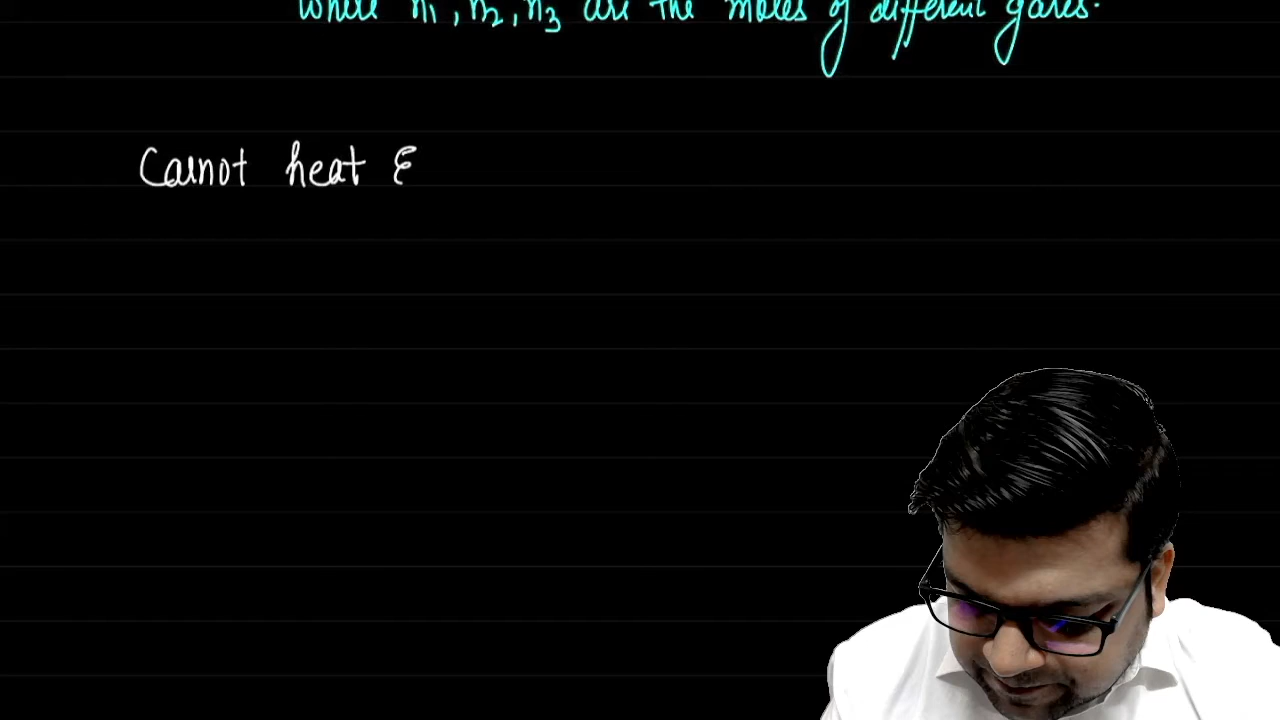 Where n1, n2, n3 are the moles of different gases.
Carnot heat E